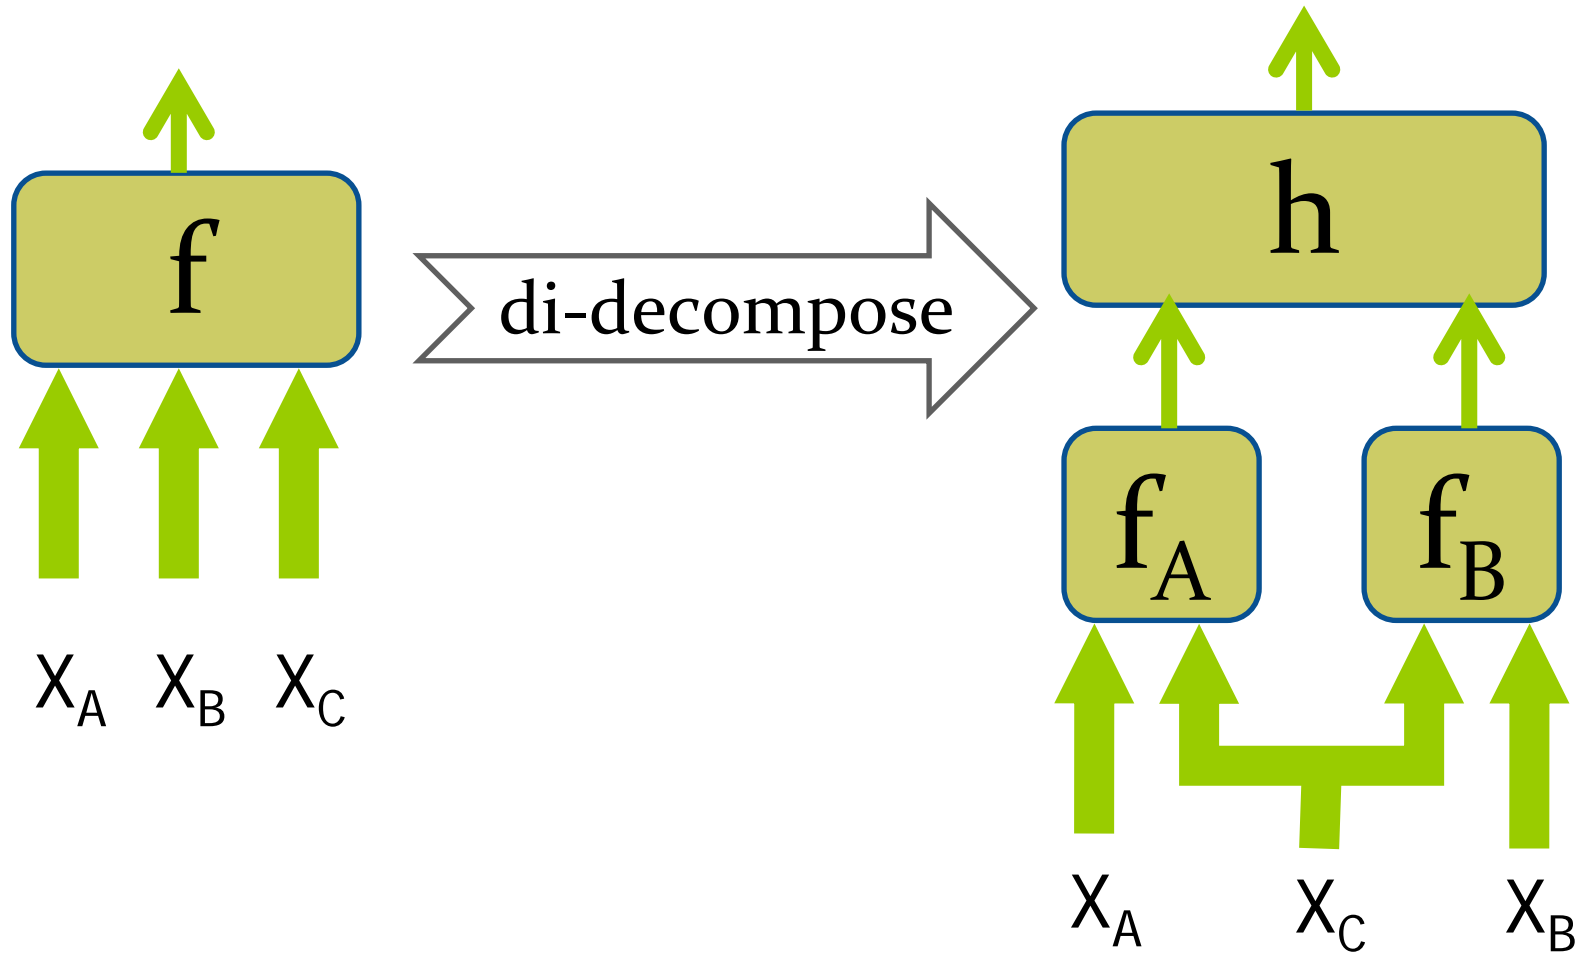 f
X_A X_B X_C
di-decompose
h
f_A f_B
X_A X_C X_B